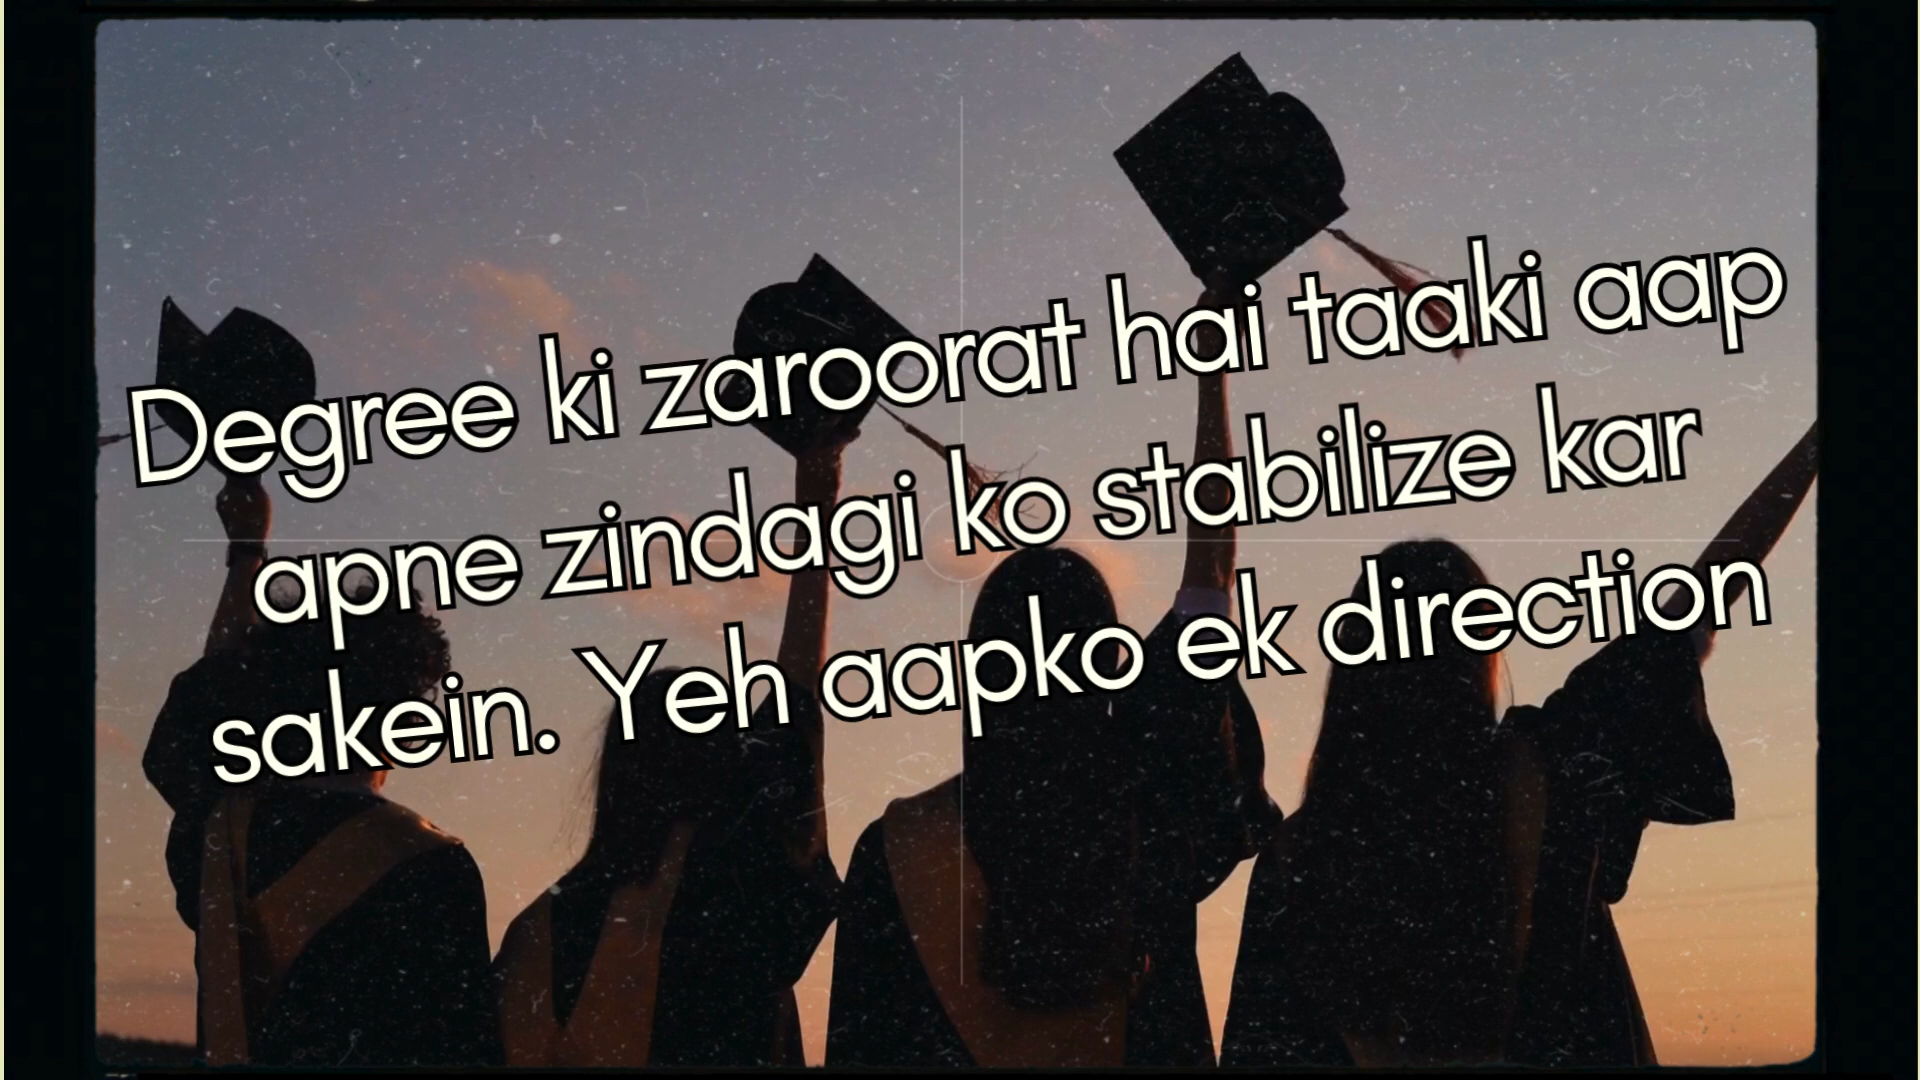 Degree ki zaroorat hai taaki aap
apne zindagi ko stabilize kar
sakein. Yeh aapko ek direction